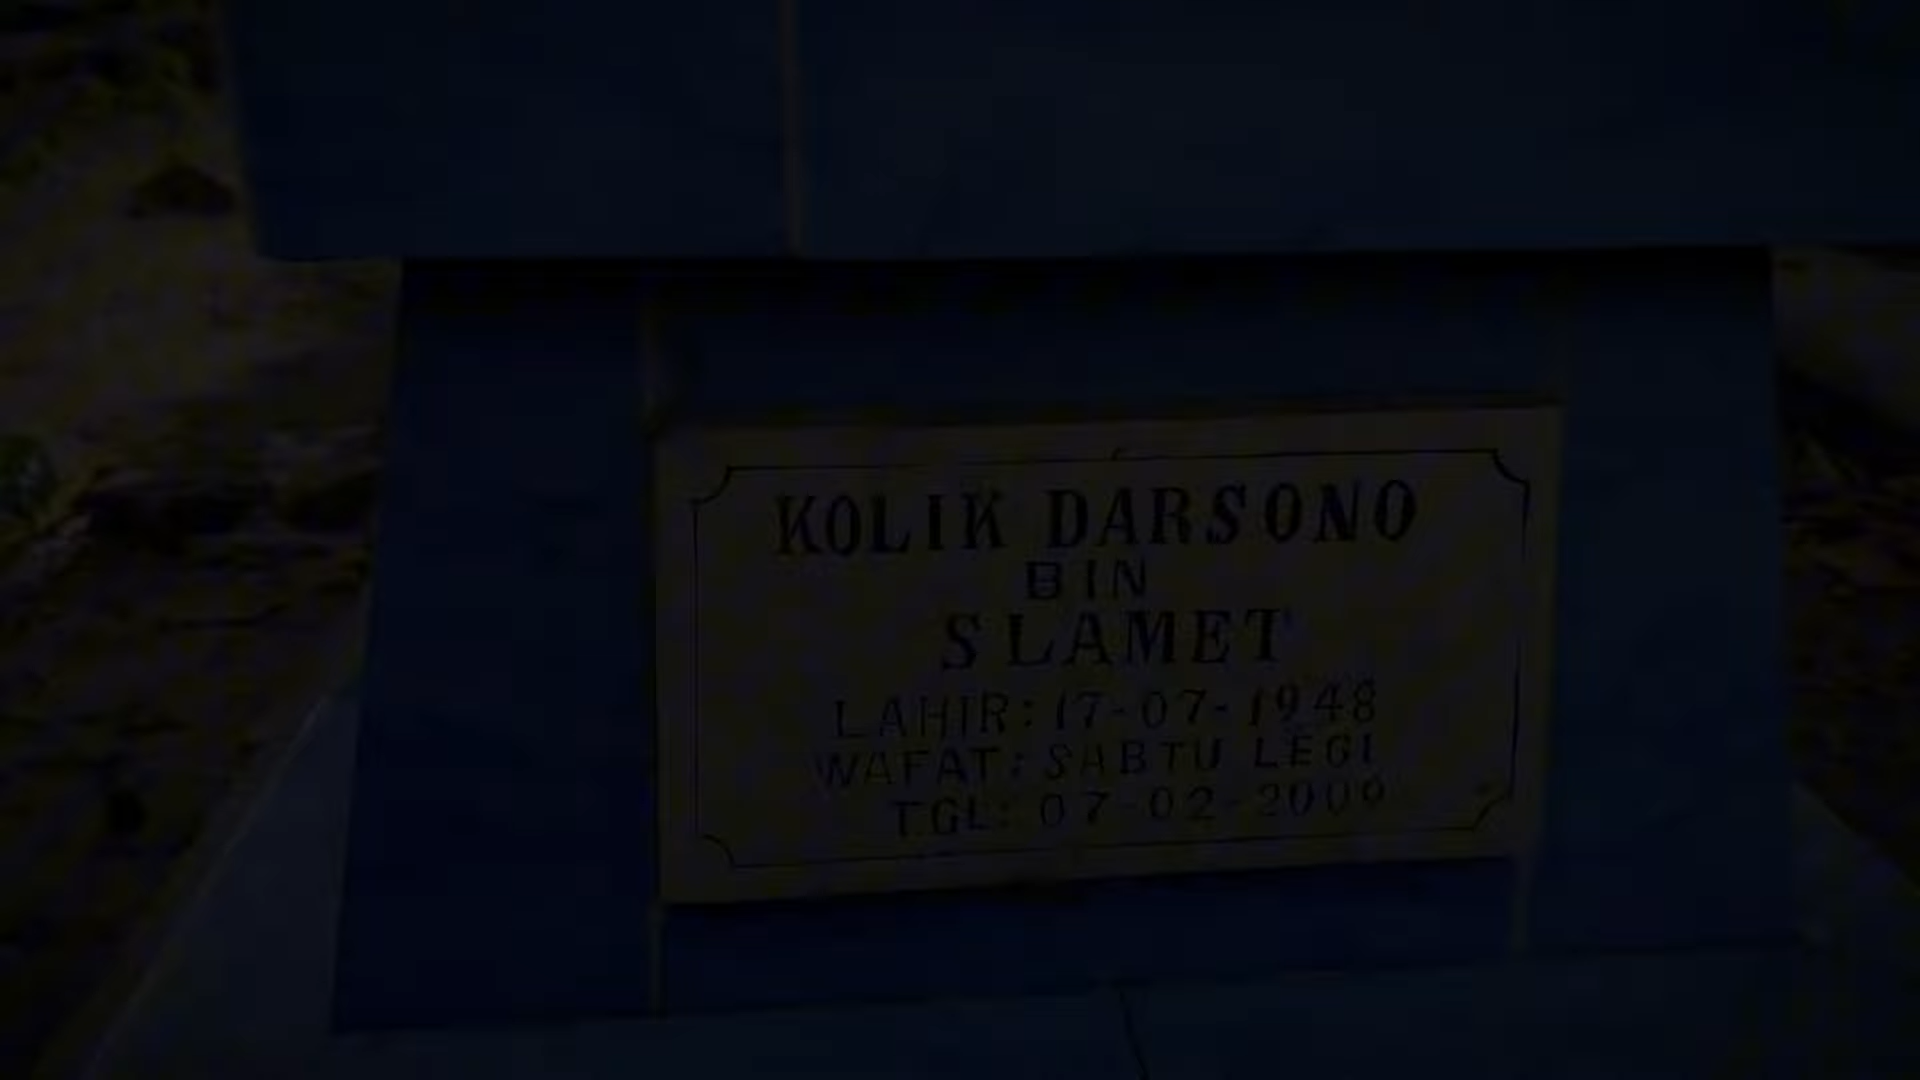 KOLIK DARSONO
BIN
SLAMET
LAHIR: 17-07-1948
WAFAT: SABTU LEGI
TGL: 07-02-2009